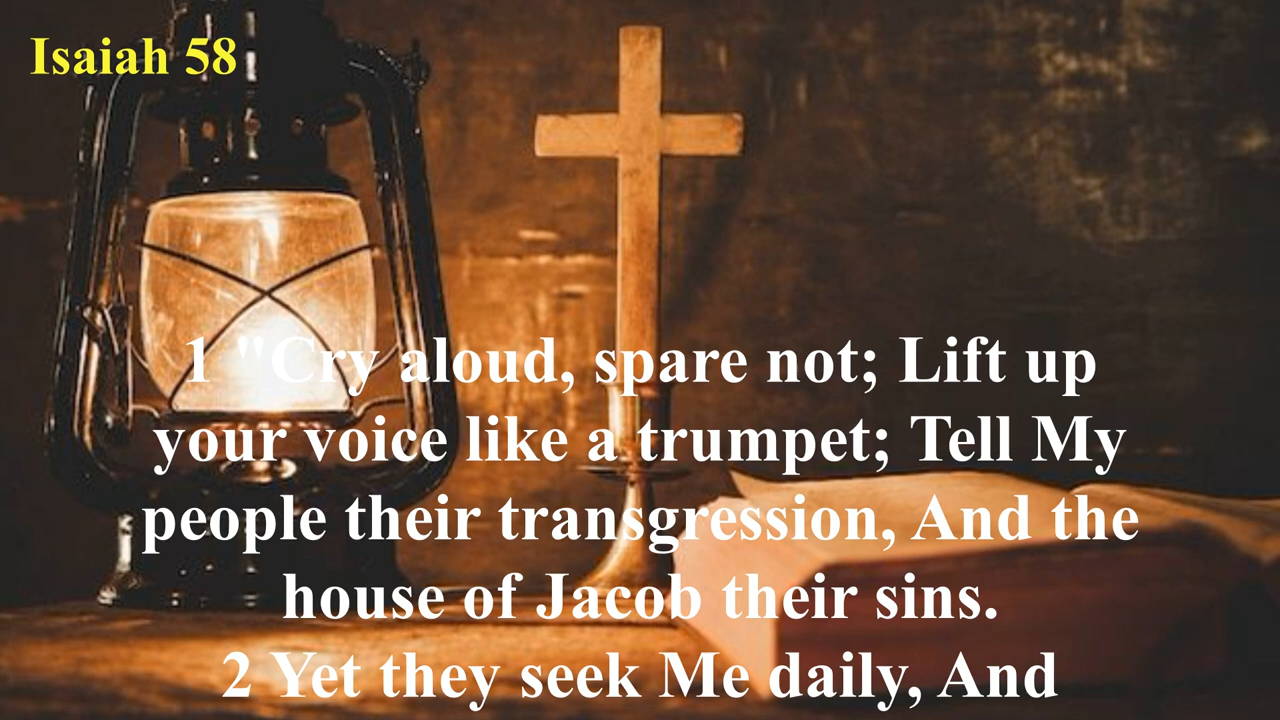 Isaiah 58
1 "Cry aloud, spare not; Lift up
your voice like a trumpet; Tell My
people their transgression, And the
house of Jacob their sins.
2 Yet they seek Me daily, And